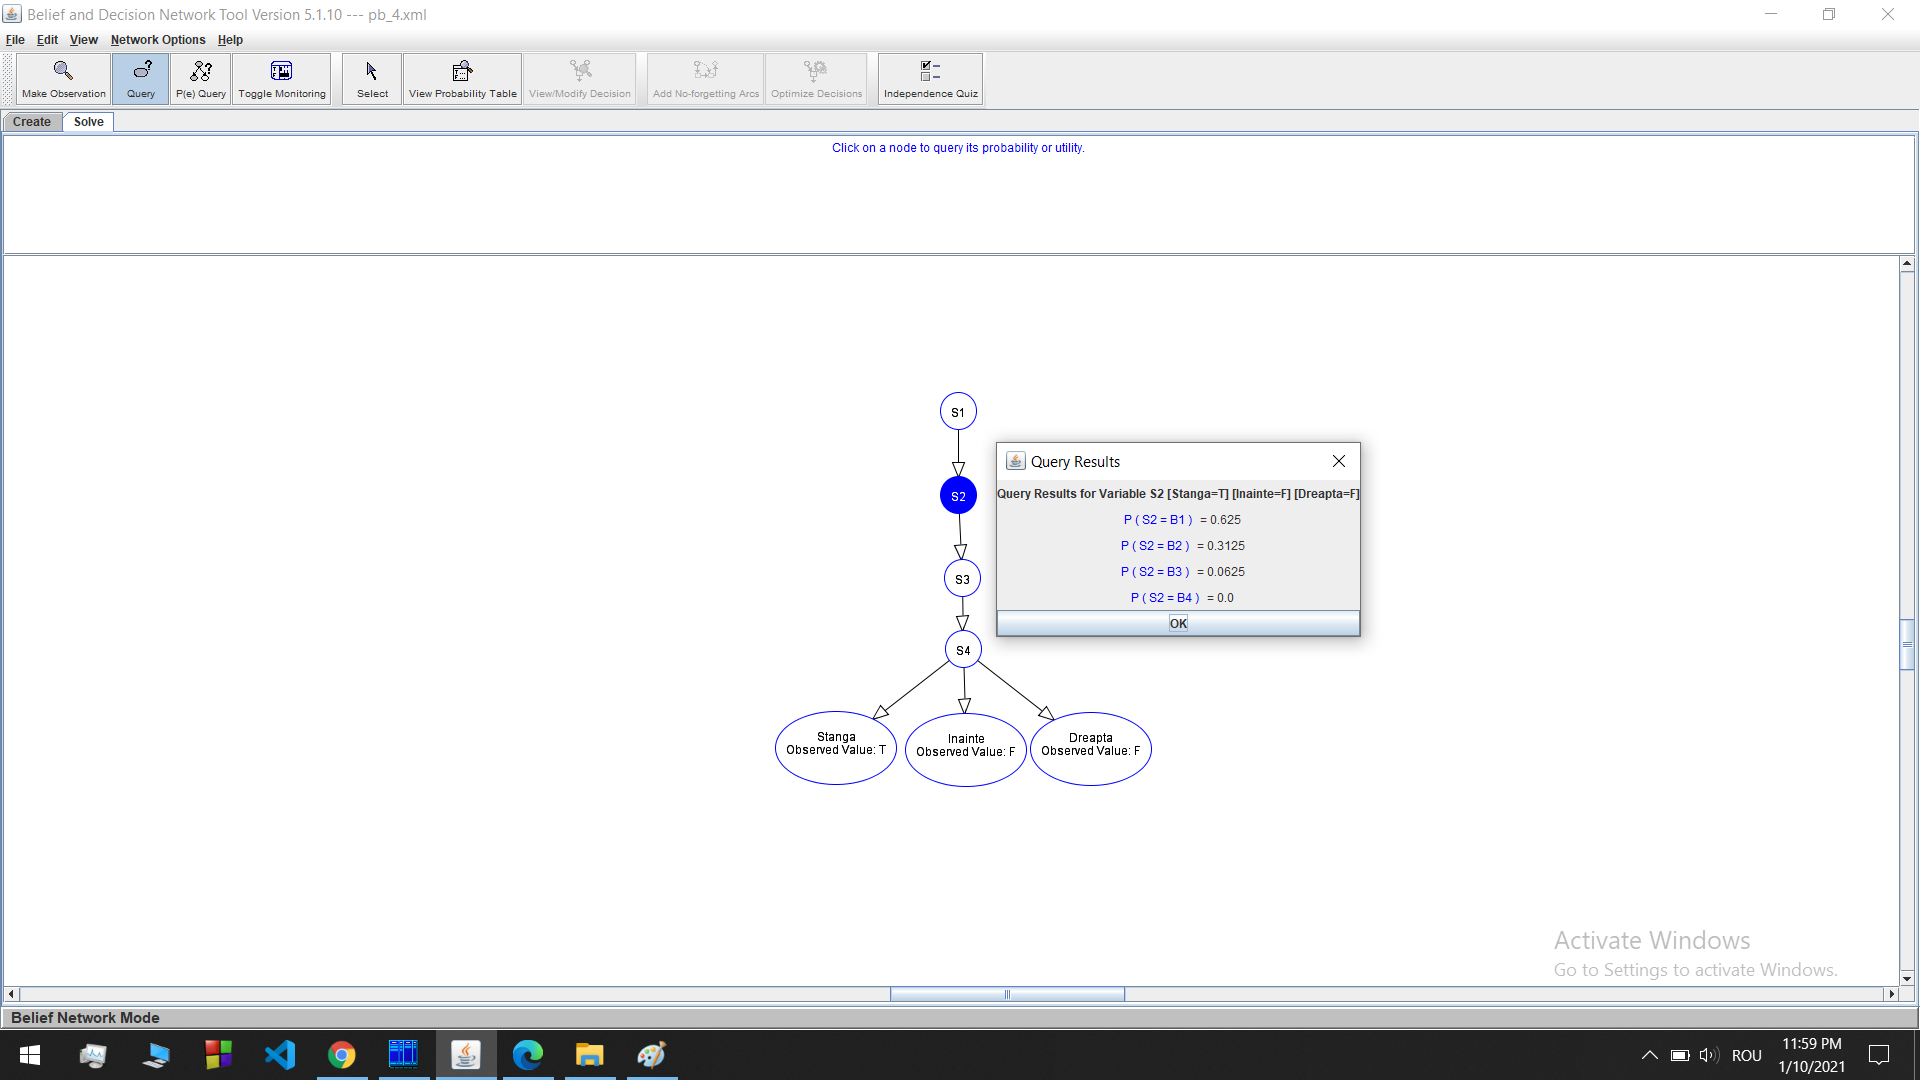 Belief and Decision Network Tool Version 5.1.10 --- pb_4.xml
File Edit View Network Options Help
Make Observation Query P(e) Query Toggle Monitoring Select View Probability Table View/Modify Decision Add No-forgetting Arcs Optimize Decisions Independence Quiz
Create Solve
Click on a node to query its probability or utility.
S1
S2
S3
S4
Query Results
Query Results for Variable S2 [Stanga=T] [Inainte=F] [Dreapta=F]
P ( S2 = B1 ) = 0.625
P ( S2 = B2 ) = 0.3125
P ( S2 = B3 ) = 0.0625
P ( S2 = B4 ) = 0.0
OK
Stanga
Observed Value: T
Inainte
Observed Value: F
Dreapta
Observed Value: F
Activate Windows
Go to Settings to activate Windows.
Belief Network Mode
ROU
11:59 PM
1/10/2021